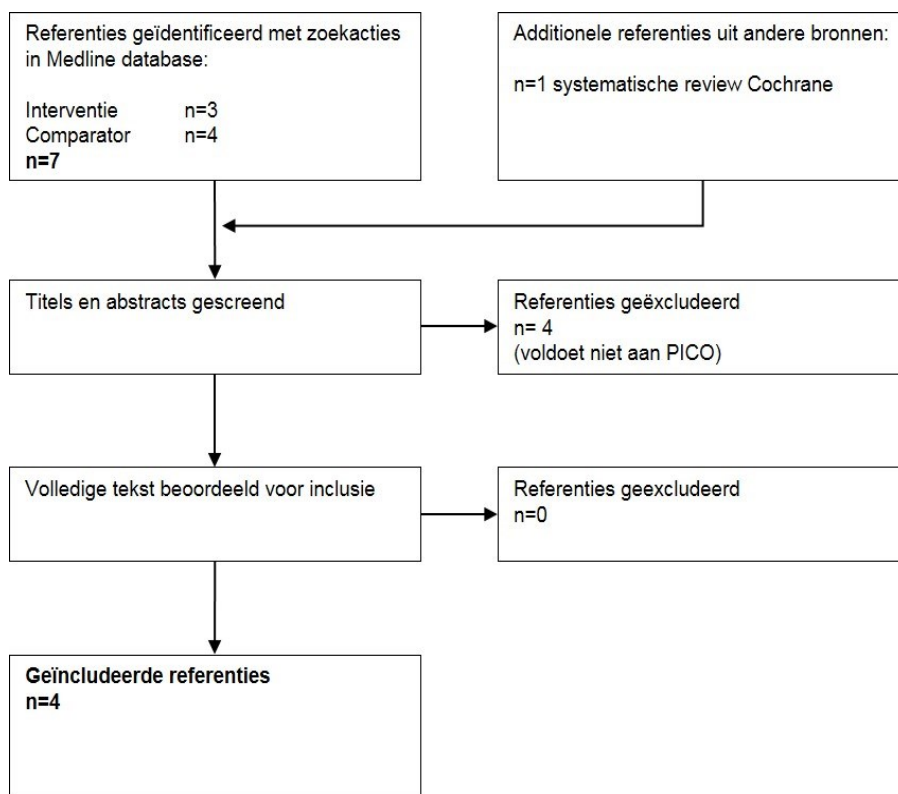 Referenties geïdentificeerd met zoekacties
in Medline database:
Interventie n=3
Comparator n=4
n=7
Additionele referenties uit andere bronnen:
n=1 systematische review Cochrane
Titels en abstracts gescreend
Referenties geëxcludeerd
n= 4
(voldoet niet aan PICO)
Volledige tekst beoordeeld voor inclusie
Referenties geexcludeerd
n=0
Geïncludeerde referenties
n=4